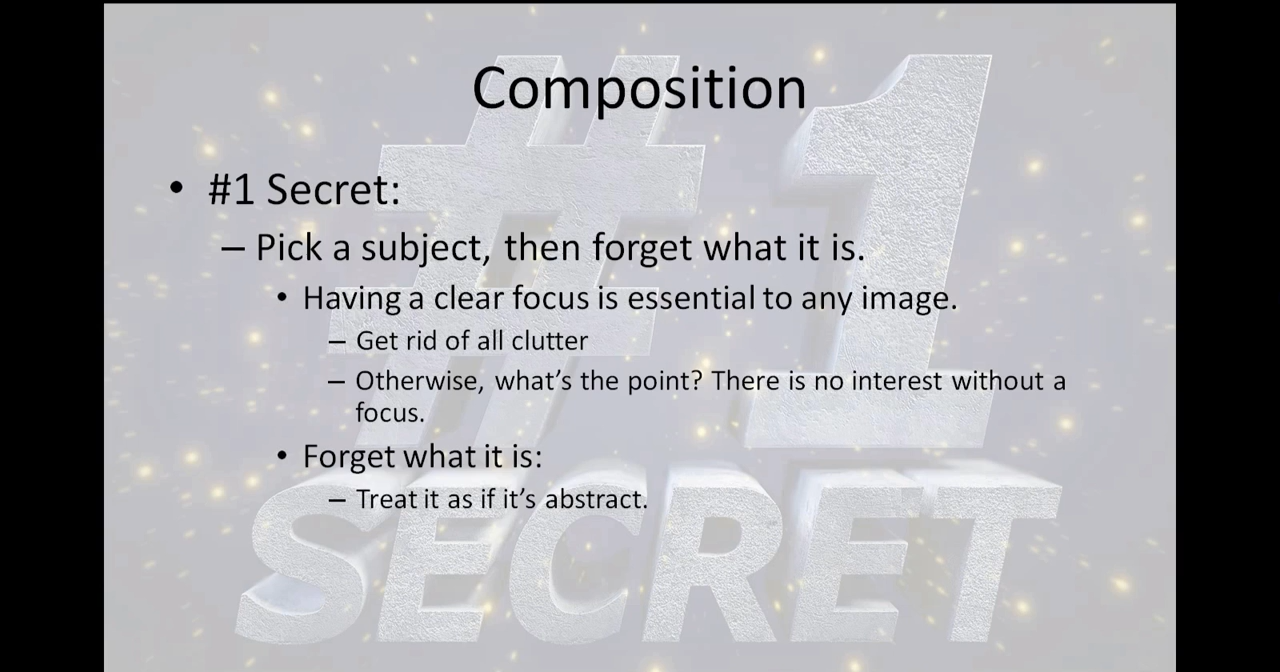 Composition
• #1 Secret:
– Pick a subject, then forget what it is.
• Having a clear focus is essential to any image.
– Get rid of all clutter
– Otherwise, what’s the point? There is no interest without a
focus.
• Forget what it is:
– Treat it as if it’s abstract.
#1
SECRET